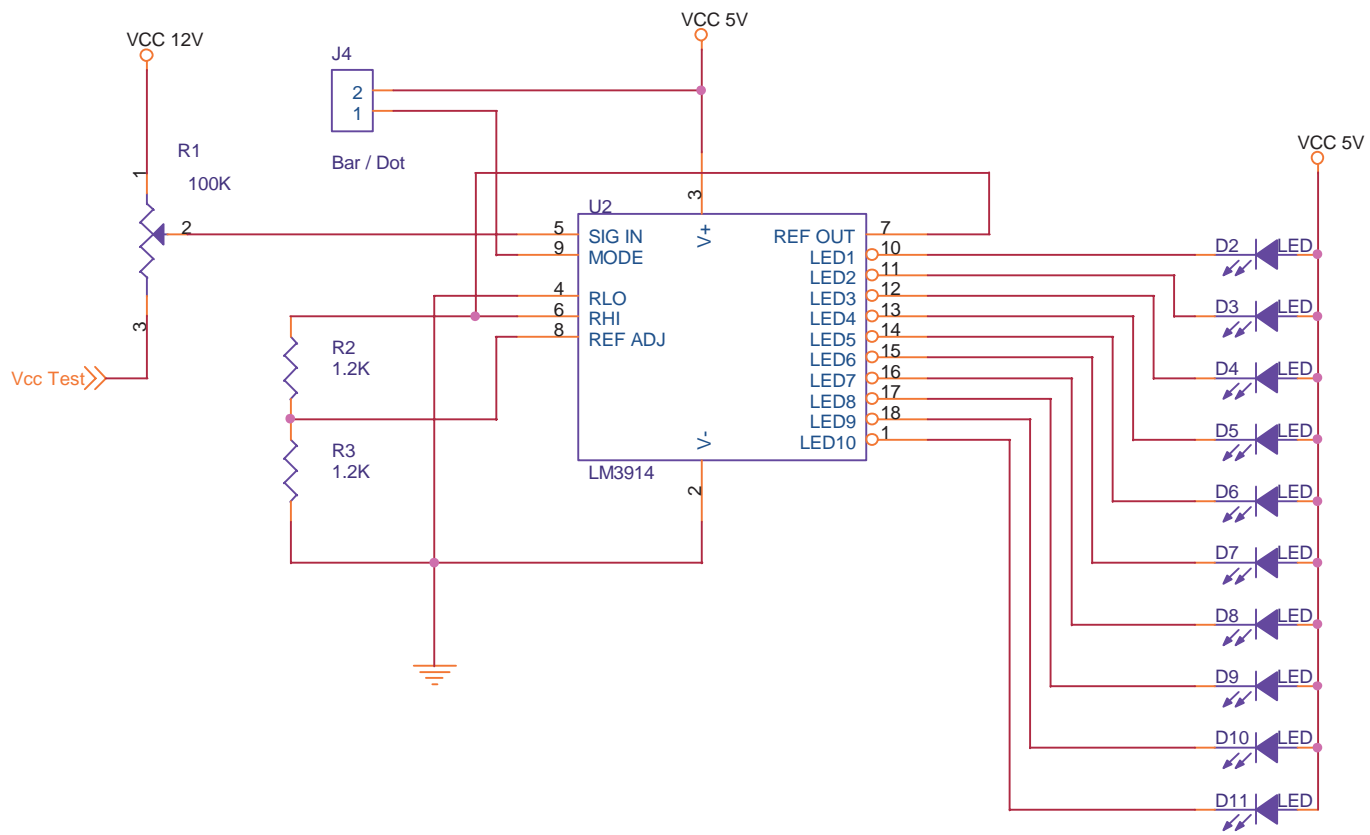 VCC 5V
VCC 12V
J4
2
1
Bar / Dot
VCC 5V
R1
100K
1
2
3
Vcc Test
R2
1.2K
R3
1.2K
U2
3
V+
5 SIG IN
9 MODE
4 RLO
6 RHI
8 REF ADJ
REF OUT 7
LED1 10
LED2 11
LED3 12
LED4 13
LED5 14
LED6 15
LED7 16
LED8 17
LED9 18
LED10 1
V-
2
LM3914
D2 LED
D3 LED
D4 LED
D5 LED
D6 LED
D7 LED
D8 LED
D9 LED
D10 LED
D11 LED